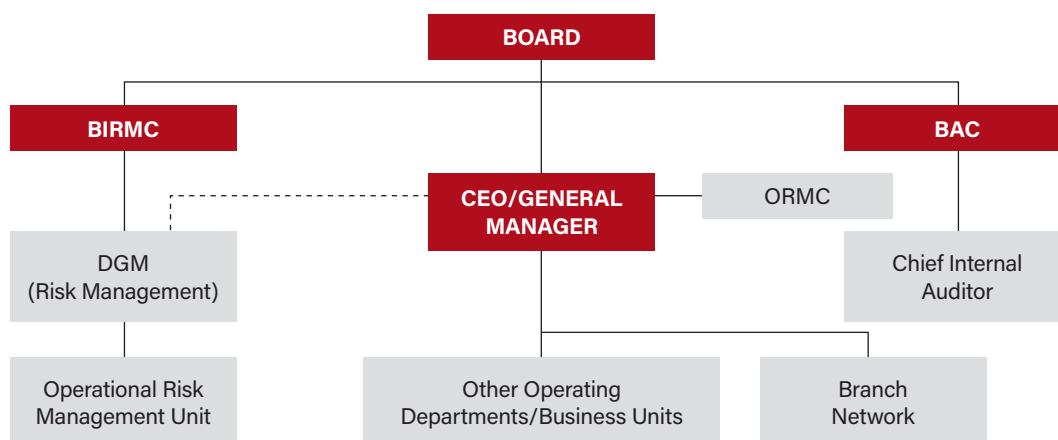 BOARD
BIRMC
BAC
CEO/GENERAL
MANAGER
ORMC
DGM
(Risk Management)
Chief Internal
Auditor
Operational Risk
Management Unit
Other Operating
Departments/Business Units
Branch
Network